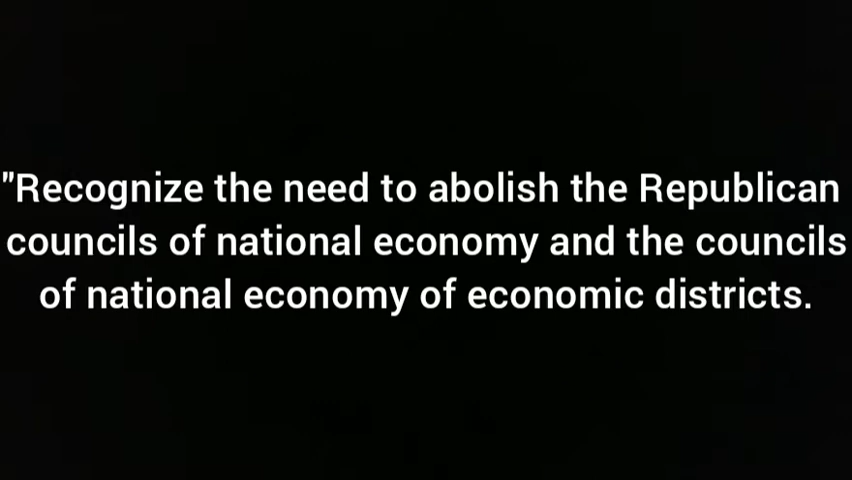 "Recognize the need to abolish the Republican
councils of national economy and the councils
of national economy of economic districts.